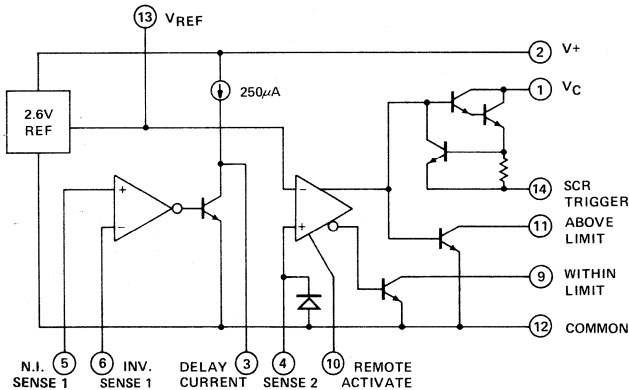 13 VREF
2 V+
250μA
1 VC
2.6V
REF
+
−
−
+
14 SCR
TRIGGER
11 ABOVE
LIMIT
9 WITHIN
LIMIT
12 COMMON
N.I. 5
SENSE 1
6 INV.
SENSE 1
DELAY 3
CURRENT
4
SENSE 2
10 REMOTE
ACTIVATE